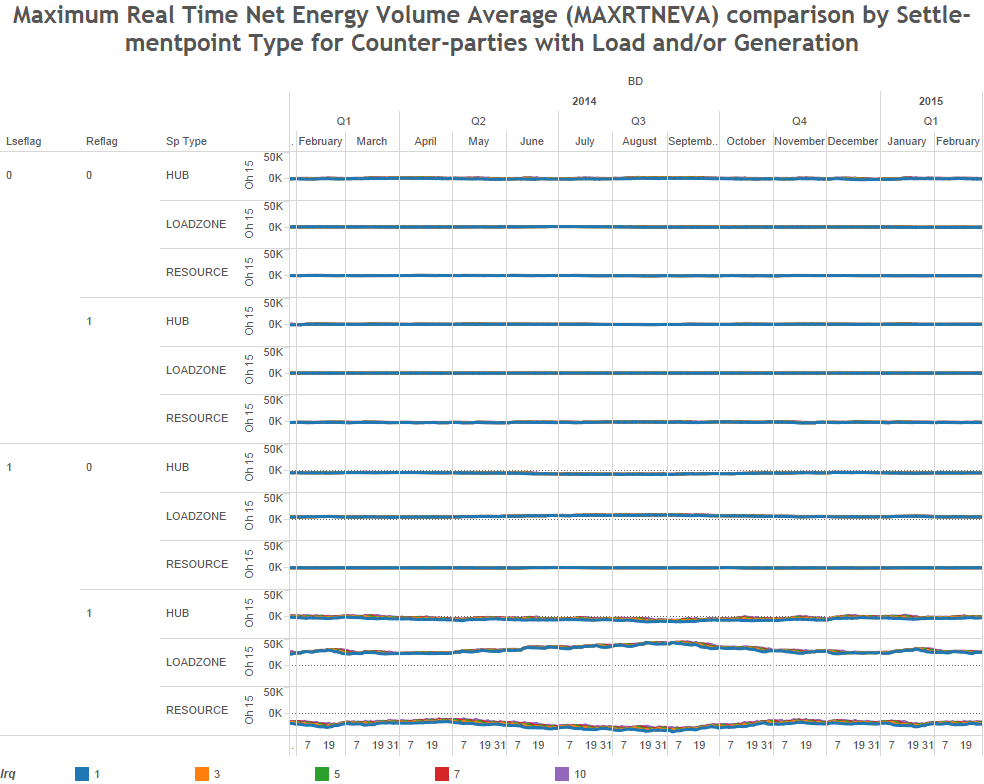 Maximum Real Time Net Energy Volume Average (MAXRTNEVA) comparison by Settle-
mentpoint Type for Counter-parties with Load and/or Generation
BD
2014 2015
Q1 Q2 Q3 Q4 Q1
Lseflag Reflag Sp Type . February March April May June July August Septemb.. October November December January February
0 0 HUB Oh 15 50K 0K
LOADZONE Oh 15 50K 0K
RESOURCE Oh 15 50K 0K
1 HUB Oh 15 50K 0K
LOADZONE Oh 15 50K 0K
RESOURCE Oh 15 50K 0K
1 0 HUB Oh 15 50K 0K
LOADZONE Oh 15 50K 0K
RESOURCE Oh 15 50K 0K
1 HUB Oh 15 50K 0K
LOADZONE Oh 15 50K 0K
RESOURCE Oh 15 50K 0K
. 7 19 7 19 31 7 19 7 19 31 7 19 7 19 31 7 19 31 7 19 7 19 31 7 19 7 19 31 7 19 31 7 19
Irq 1 3 5 7 10